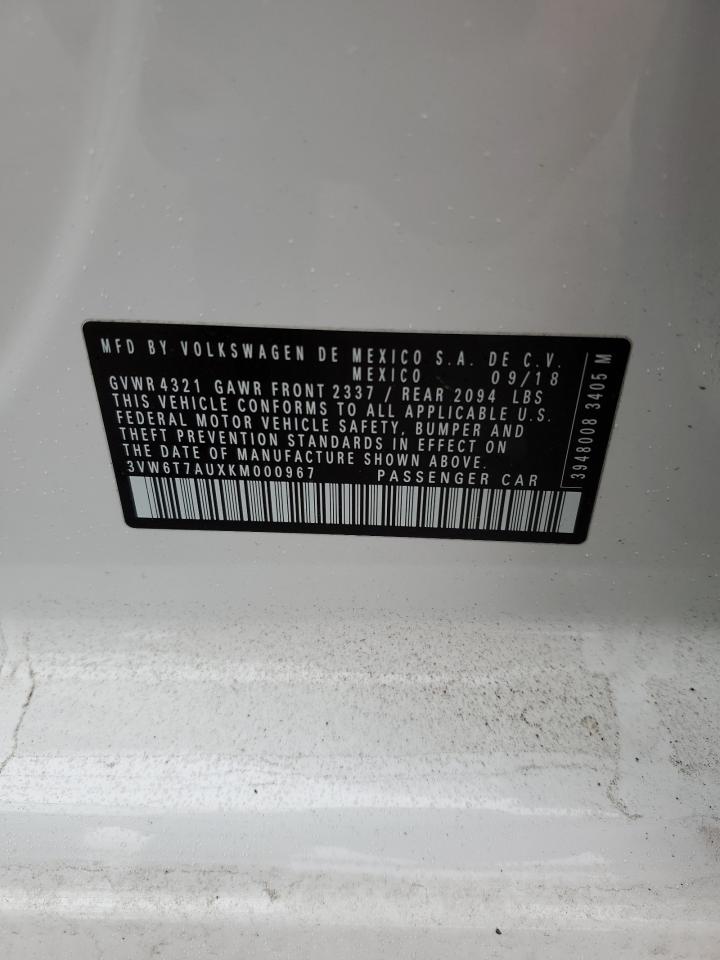 MFD BY VOLKSWAGEN DE MEXICO S.A. DE C.V.
MEXICO 09/18
GVWR 4321 GAWR FRONT 2337 / REAR 2094 LBS
THIS VEHICLE CONFORMS TO ALL APPLICABLE U.S.
FEDERAL MOTOR VEHICLE SAFETY, BUMPER AND
THEFT PREVENTION STANDARDS IN EFFECT ON
THE DATE OF MANUFACTURE SHOWN ABOVE.
3VW6T7AUXKM000967 PASSENGER CAR
3948008 3405 M